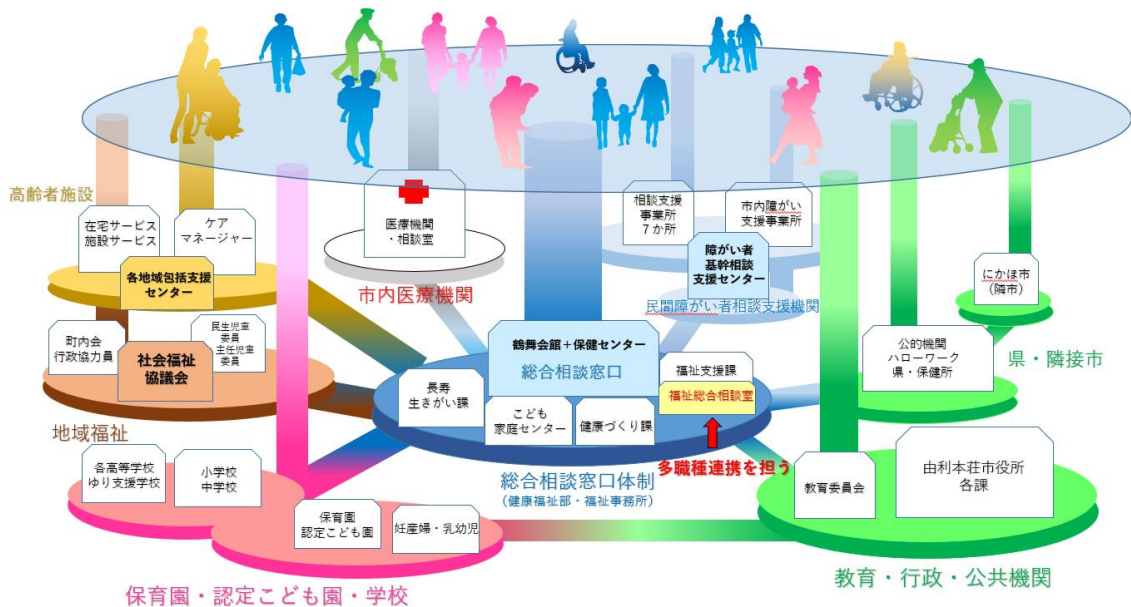 高齢者施設
在宅サービス
施設サービス
ケア
マネージャー
各地域包括支援
センター
医療機関
・相談室
市内医療機関
相談支援
事業所
7か所
市内障がい
支援事業所
障がい者
基幹相談
支援センター
民間障がい者相談支援機関
にかほ市
(隣市)
公的機関
ハローワーク
県・保健所
県・隣接市
町内会
行政協力員
民生児童
委員
主任児童
委員
社会福祉
協議会
地域福祉
鶴舞会館+保健センター
総合相談窓口
長寿
生きがい課
こども
家庭センター
健康づくり課
福祉支援課
福祉総合相談室
多職種連携を担う
総合相談窓口体制
(健康福祉部・福祉事務所)
各高等学校
ゆり支援学校
小学校
中学校
保育園
認定こども園
妊産婦・乳幼児
保育園・認定こども園・学校
教育委員会
由利本荘市役所
各課
教育・行政・公共機関